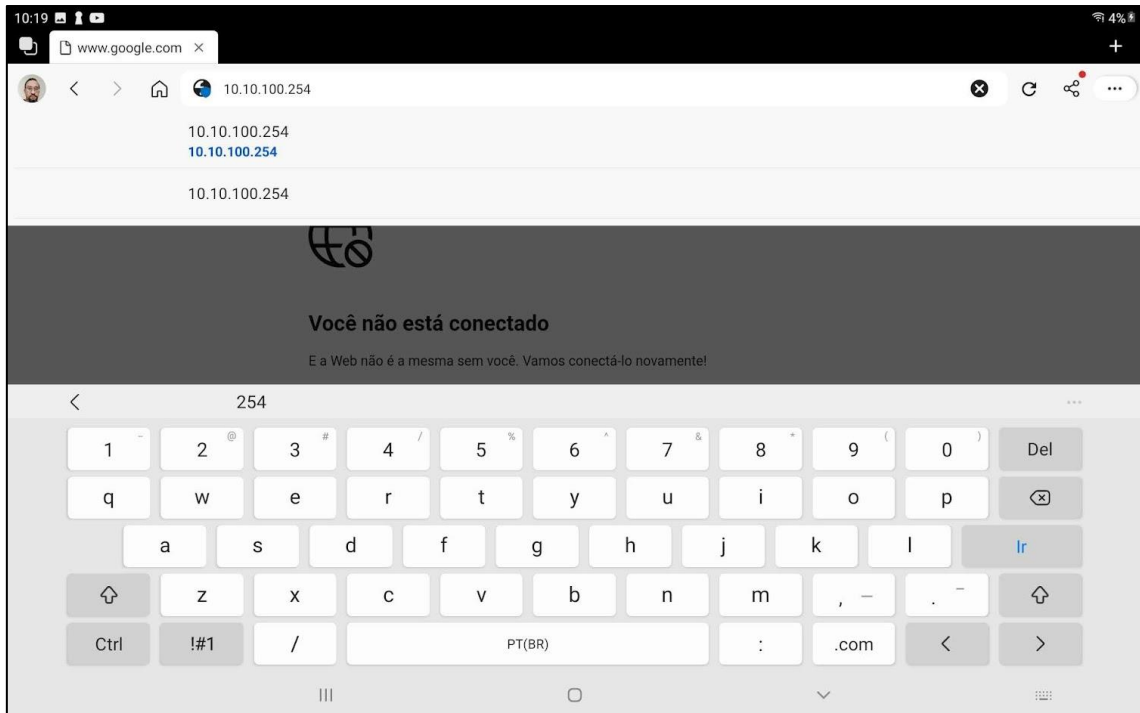 10:19 4%
www.google.com
10.10.100.254
10.10.100.254
10.10.100.254
10.10.100.254
Você não está conectado
E a Web não é a mesma sem você. Vamos conectá-lo novamente!
254
1 - 2 @ 3 # 4 / 5 % 6 ^ 7 & 8 * 9 ( 0 ) Del
q w e r t y u i o p
a s d f g h j k l Ir
z x c v b n m , — . –
Ctrl !#1 / PT(BR) : .com < >